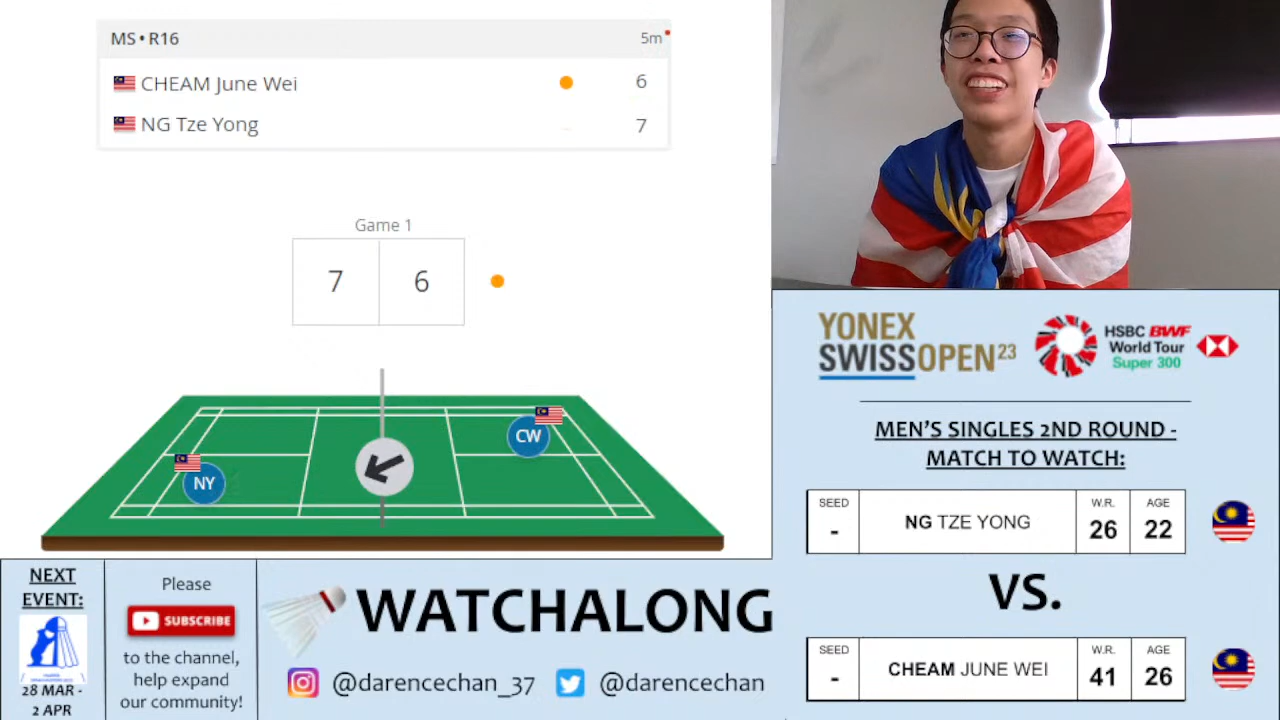 MS • R16
5m
CHEAM June Wei
6
NG Tze Yong
7
Game 1
7 6
CW
NY
YONEX
SWISSOPEN23
HSBC BWF
World Tour
Super 300
MEN'S SINGLES 2ND ROUND -
MATCH TO WATCH:
SEED
-
NG TZE YONG
W.R.
26
AGE
22
VS.
SEED
-
CHEAM JUNE WEI
W.R.
41
AGE
26
NEXT
EVENT:
28 MAR -
2 APR
Please
SUBSCRIBE
to the channel,
help expand
our community!
WATCHALONG
@darencechan_37
@darencechan